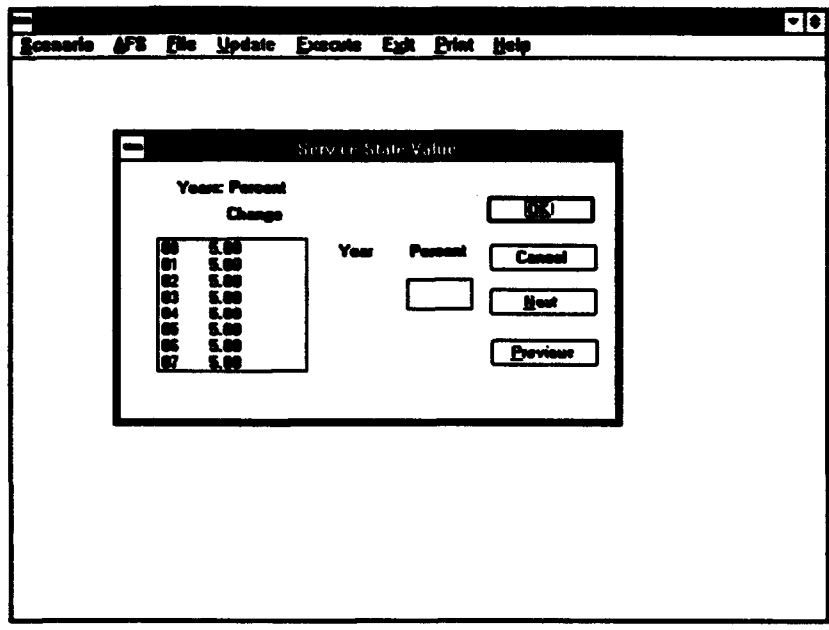 Scenario AFS File Update Execute Exit Print Help
Service State Value
Years: Percent
Change
OK
Year Percent
Cancel
Next
Previous
00 5.00
01 5.00
02 5.00
03 5.00
04 5.00
05 5.00
06 5.00
07 5.00